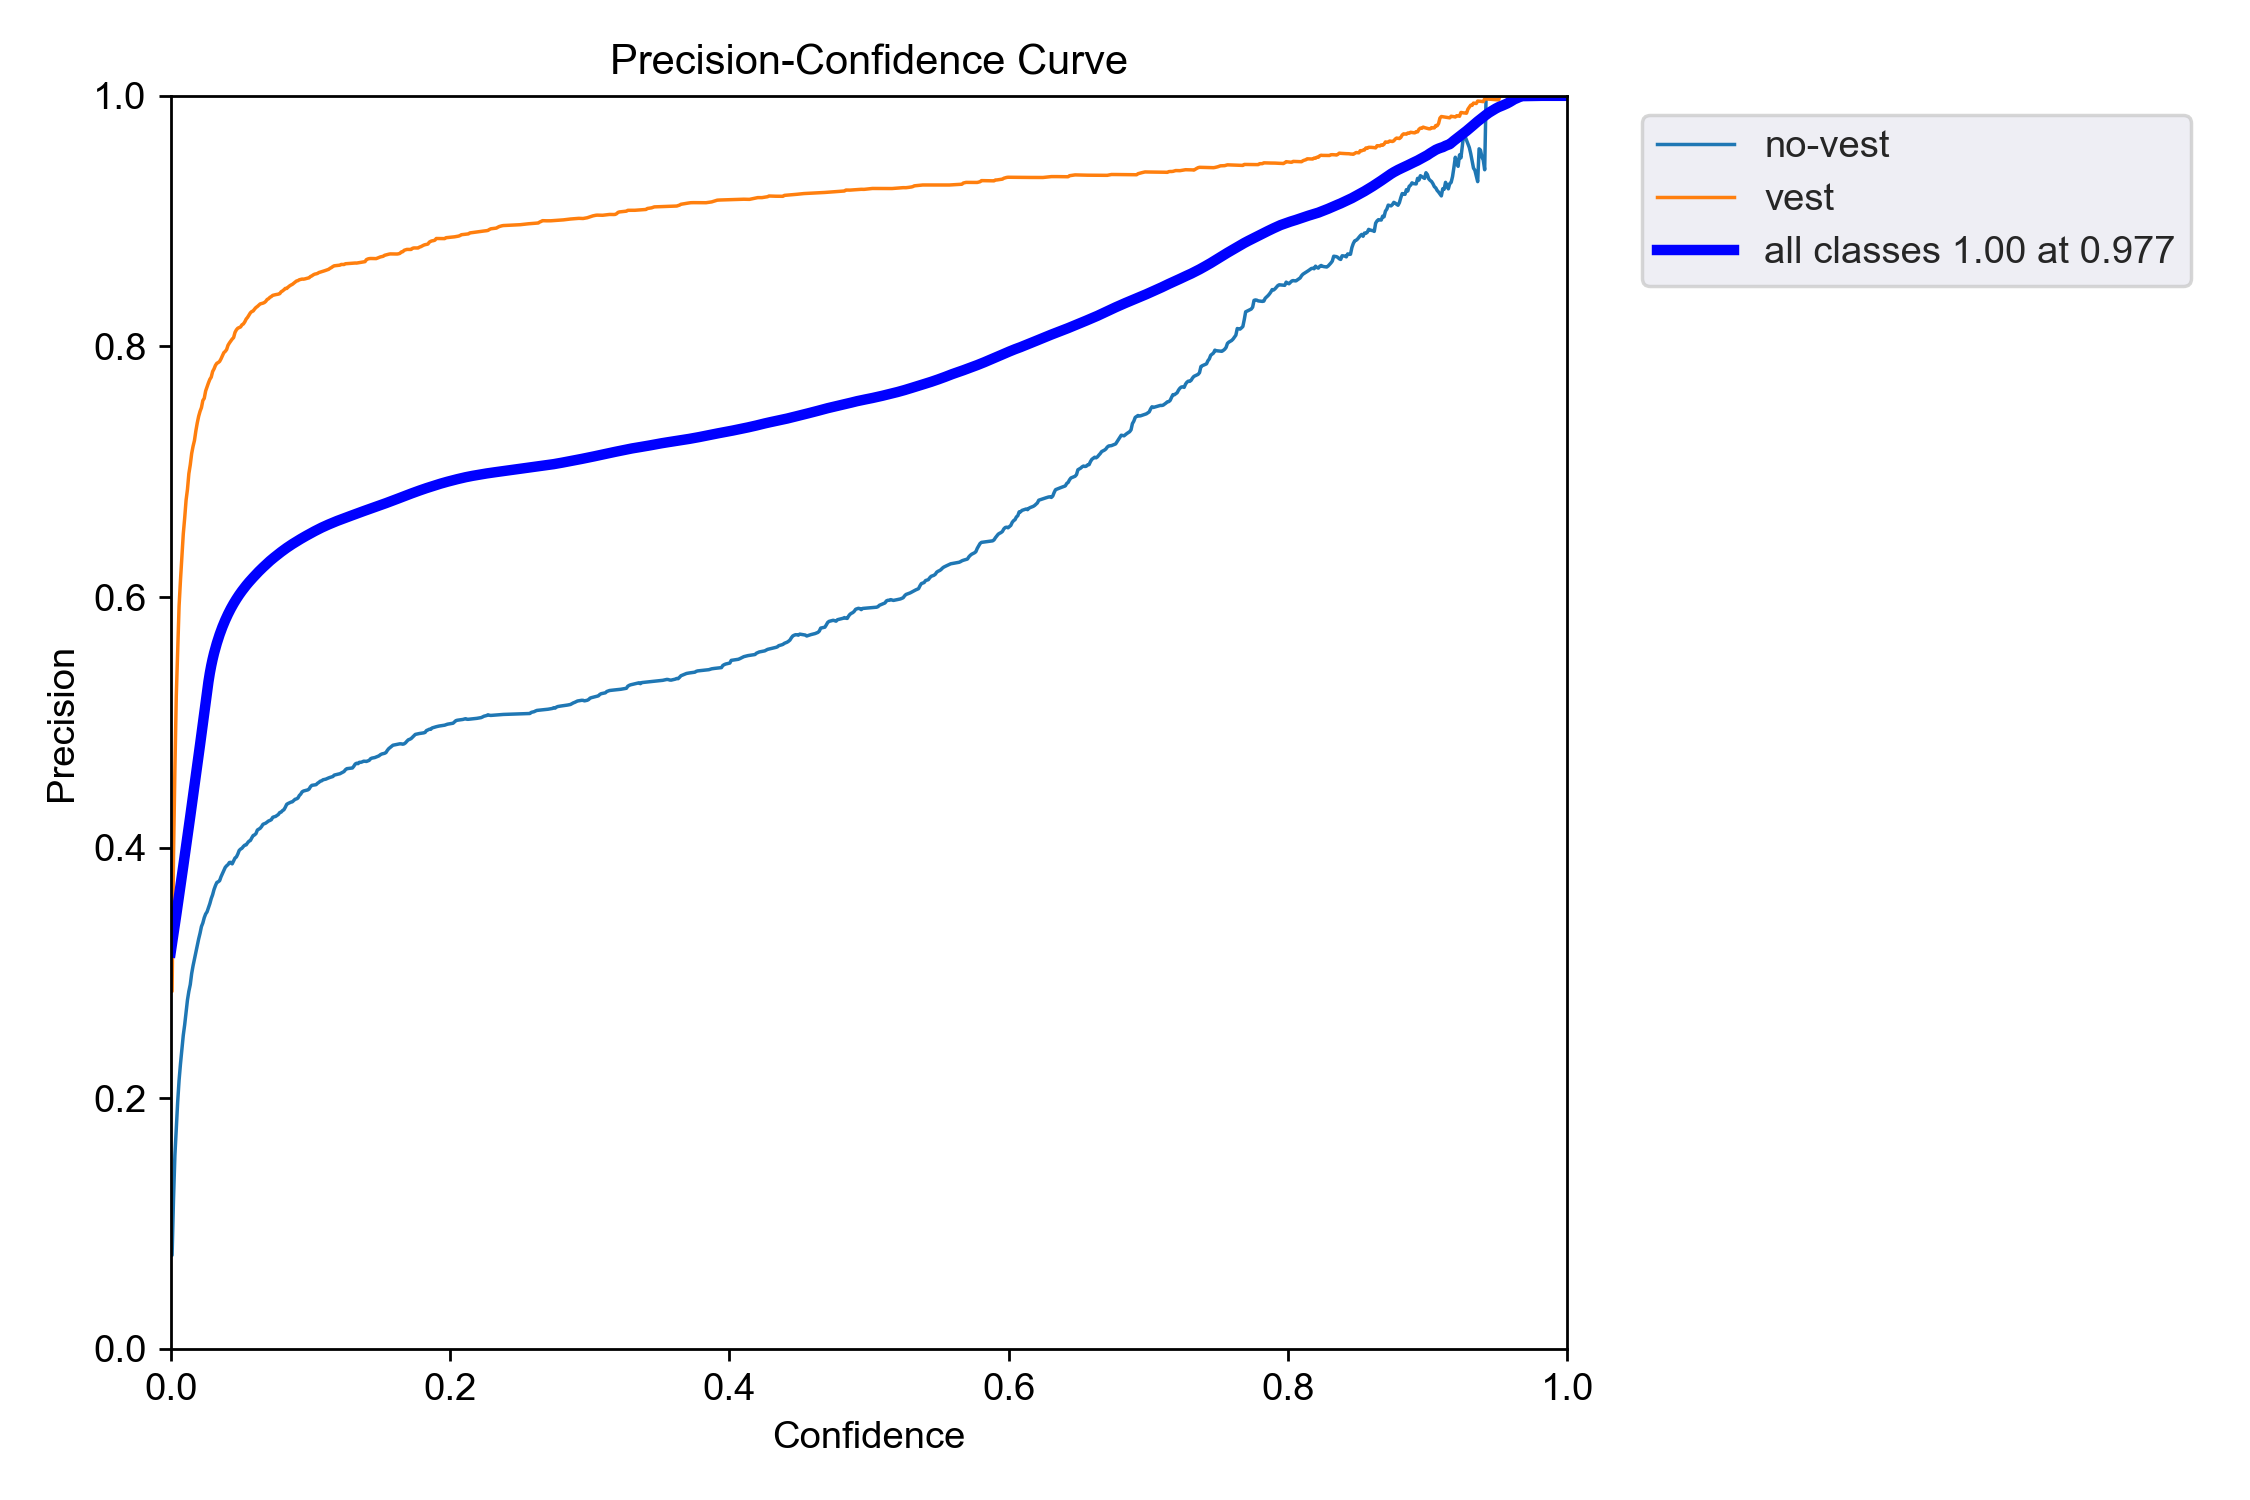 Precision-Confidence Curve
1.0
0.8
0.6
0.4
0.2
0.0
Precision
0.0 0.2 0.4 0.6 0.8 1.0
Confidence
no-vest
vest
all classes 1.00 at 0.977